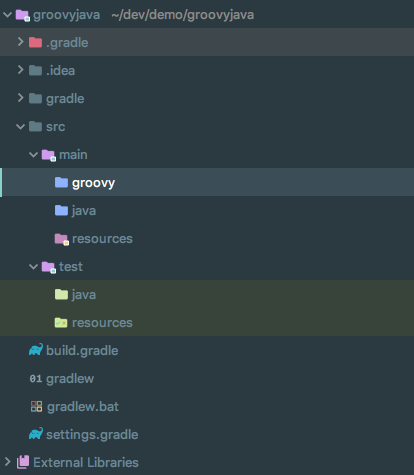 groovyjava ~/dev/demo/groovyjava
.gradle
.idea
gradle
src
main
groovy
java
resources
test
java
resources
build.gradle
01 gradlew
gradlew.bat
settings.gradle
External Libraries